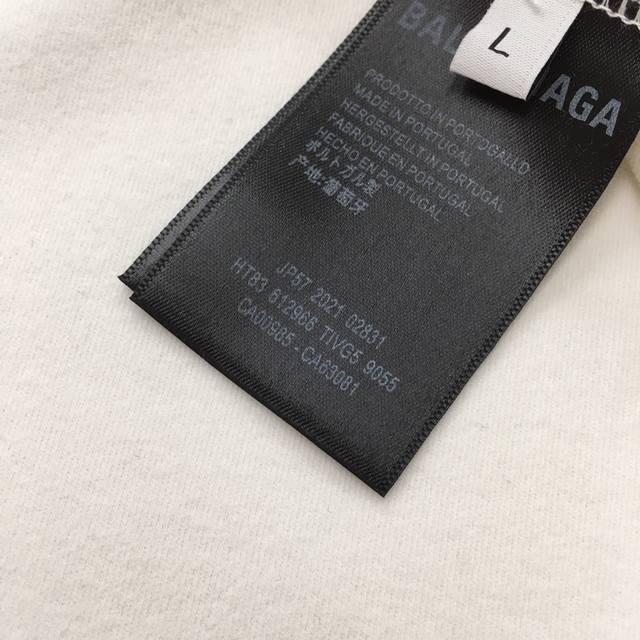 L
BAL AGA
PRODOTTO IN PORTOGALLO
MADE IN PORTUGAL
HERGESTELLT IN PORTUGAL
FABRIQUE EN PORTUGAL
HECHO EN PORTUGAL
ポルトガル製
产地:葡萄牙
JP57 2021 02831
HT83 612966 TIVG5 9055
CA00985 - CA63081